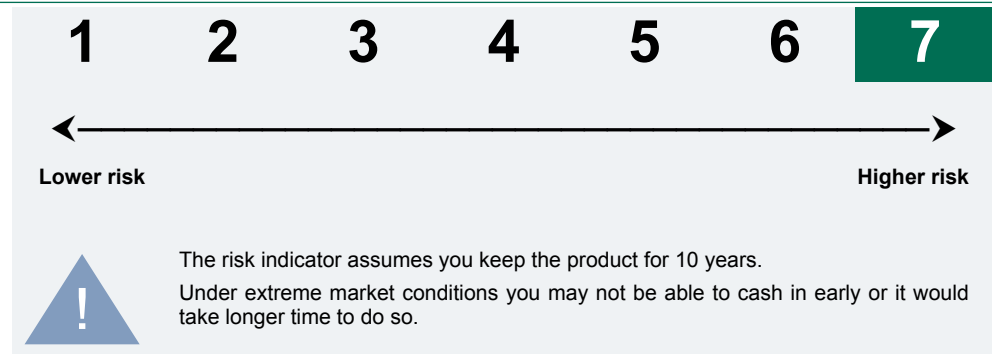 1 2 3 4 5 6 7
Lower risk Higher risk
The risk indicator assumes you keep the product for 10 years.
! Under extreme market conditions you may not be able to cash in early or it would
take longer time to do so.